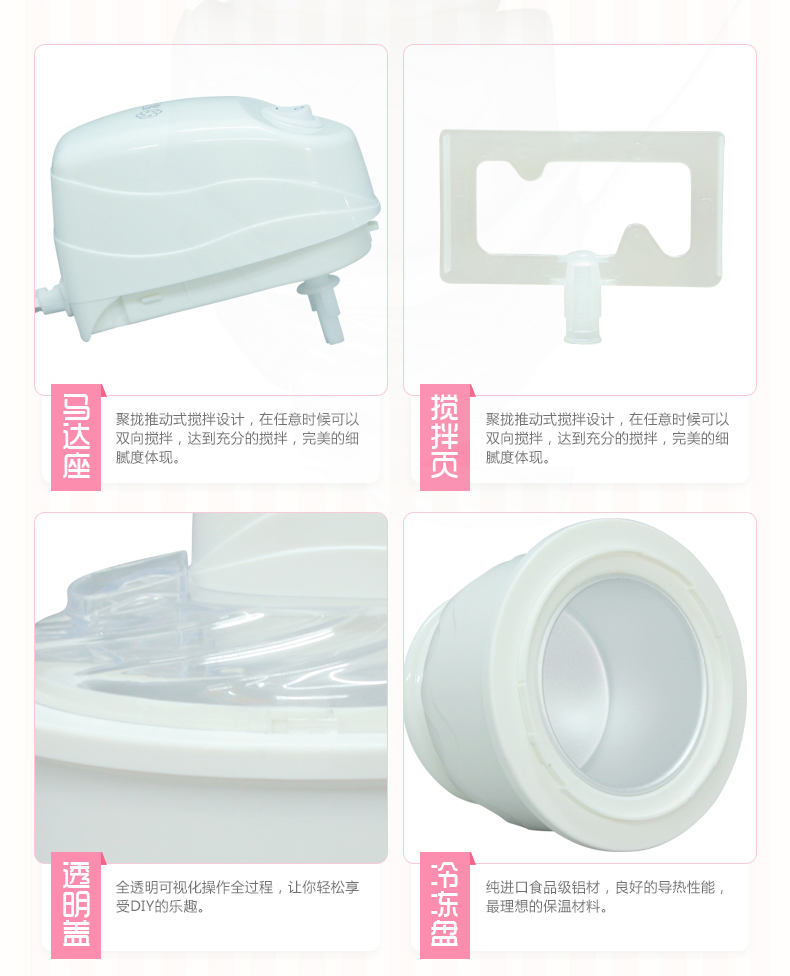 马达座
聚拢推动式搅拌设计，在任意时候可以
双向搅拌，达到充分的搅拌，完美的细
腻度体现。
搅拌页
聚拢推动式搅拌设计，在任意时候可以
双向搅拌，达到充分的搅拌，完美的细
腻度体现。
透明盖
全透明可视化操作全过程，让你轻松享
受DIY的乐趣。
冷冻盘
纯进口食品级铝材，良好的导热性能，
最理想的保温材料。